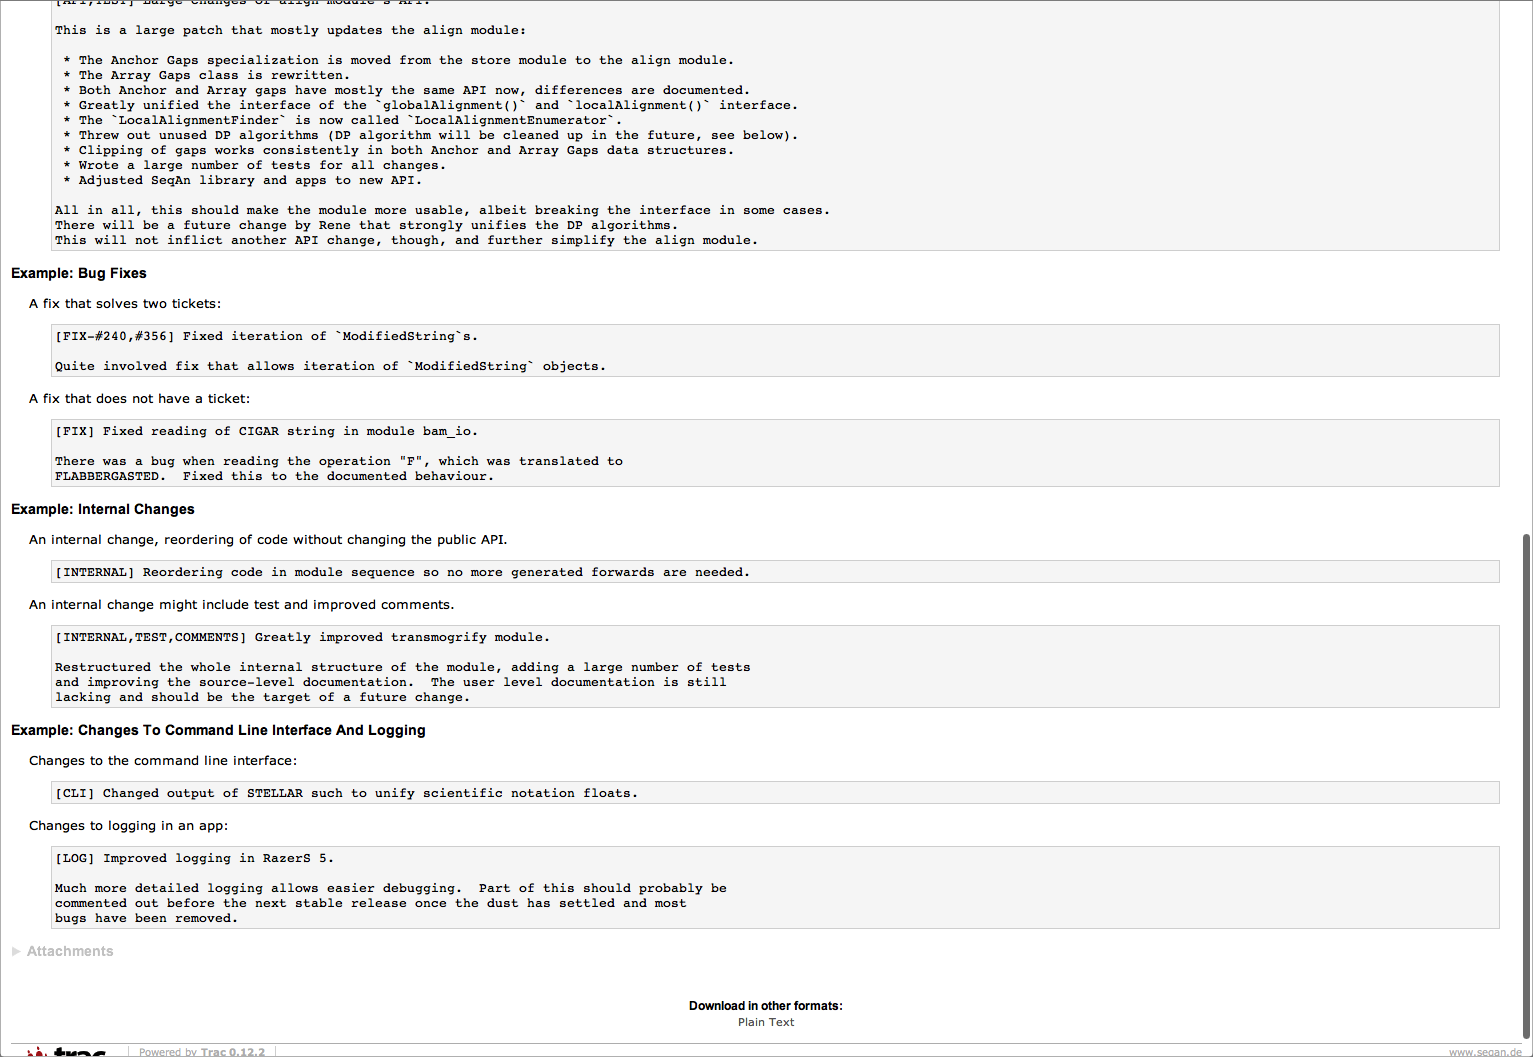 [API,TEST] Large changes of align module's API.
This is a large patch that mostly updates the align module:
* The Anchor Gaps specialization is moved from the store module to the align module.
* The Array Gaps class is rewritten.
* Both Anchor and Array gaps have mostly the same API now, differences are documented.
* Greatly unified the interface of the `globalAlignment()` and `localAlignment()` interface.
* The `LocalAlignmentFinder` is now called `LocalAlignmentEnumerator`.
* Threw out unused DP algorithms (DP algorithm will be cleaned up in the future, see below).
* Clipping of gaps works consistently in both Anchor and Array Gaps data structures.
* Wrote a large number of tests for all changes.
* Adjusted SeqAn library and apps to new API.
All in all, this should make the module more usable, albeit breaking the interface in some cases.
There will be a future change by Rene that strongly unifies the DP algorithms.
This will not inflict another API change, though, and further simplify the align module.
Example: Bug Fixes
A fix that solves two tickets:
[FIX-#240,#356] Fixed iteration of `ModifiedString`s.
Quite involved fix that allows iteration of `ModifiedString` objects.
A fix that does not have a ticket:
[FIX] Fixed reading of CIGAR string in module bam_io.
There was a bug when reading the operation "F", which was translated to
FLABBERGASTED.  Fixed this to the documented behaviour.
Example: Internal Changes
An internal change, reordering of code without changing the public API.
[INTERNAL] Reordering code in module sequence so no more generated forwards are needed.
An internal change might include test and improved comments.
[INTERNAL,TEST,COMMENTS] Greatly improved transmogrify module.
Restructured the whole internal structure of the module, adding a large number of tests
and improving the source-level documentation.  The user level documentation is still
lacking and should be the target of a future change.
Example: Changes To Command Line Interface And Logging
Changes to the command line interface:
[CLI] Changed output of STELLAR such to unify scientific notation floats.
Changes to logging in an app:
[LOG] Improved logging in RazerS 5.
Much more detailed logging allows easier debugging.  Part of this should probably be
commented out before the next stable release once the dust has settled and most
bugs have been removed.
Attachments
Download in other formats:
Plain Text
trac
Powered by Trac 0.12.2
www.seqan.de